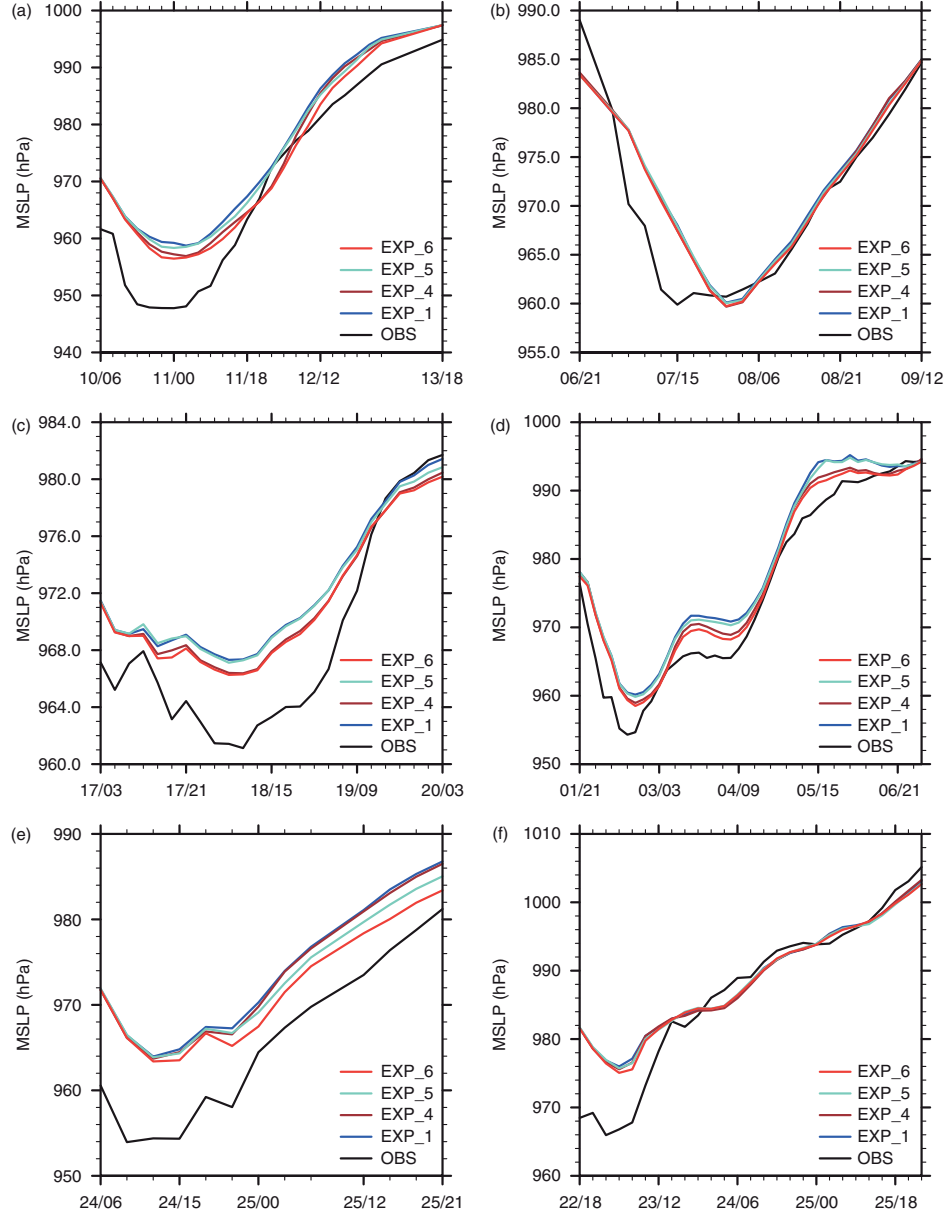 (a)
1000
990
980
970
960
950
940
MSLP (hPa)
EXP_6
EXP_5
EXP_4
EXP_1
OBS
10/06 11/00 11/18 12/12 13/18
(b)
990.0
985.0
980.0
975.0
970.0
965.0
960.0
955.0
MSLP (hPa)
EXP_6
EXP_5
EXP_4
EXP_1
OBS
06/21 07/15 08/06 08/21 09/12
(c)
984.0
980.0
976.0
972.0
968.0
964.0
960.0
MSLP (hPa)
EXP_6
EXP_5
EXP_4
EXP_1
OBS
17/03 17/21 18/15 19/09 20/03
(d)
1000
990
980
970
960
950
MSLP (hPa)
EXP_6
EXP_5
EXP_4
EXP_1
OBS
01/21 03/03 04/09 05/15 06/21
(e)
990
980
970
960
950
MSLP (hPa)
EXP_6
EXP_5
EXP_4
EXP_1
OBS
24/06 24/15 25/00 25/12 25/21
(f)
1010
1000
990
980
970
960
MSLP (hPa)
EXP_6
EXP_5
EXP_4
EXP_1
OBS
22/18 23/12 24/06 25/00 25/18